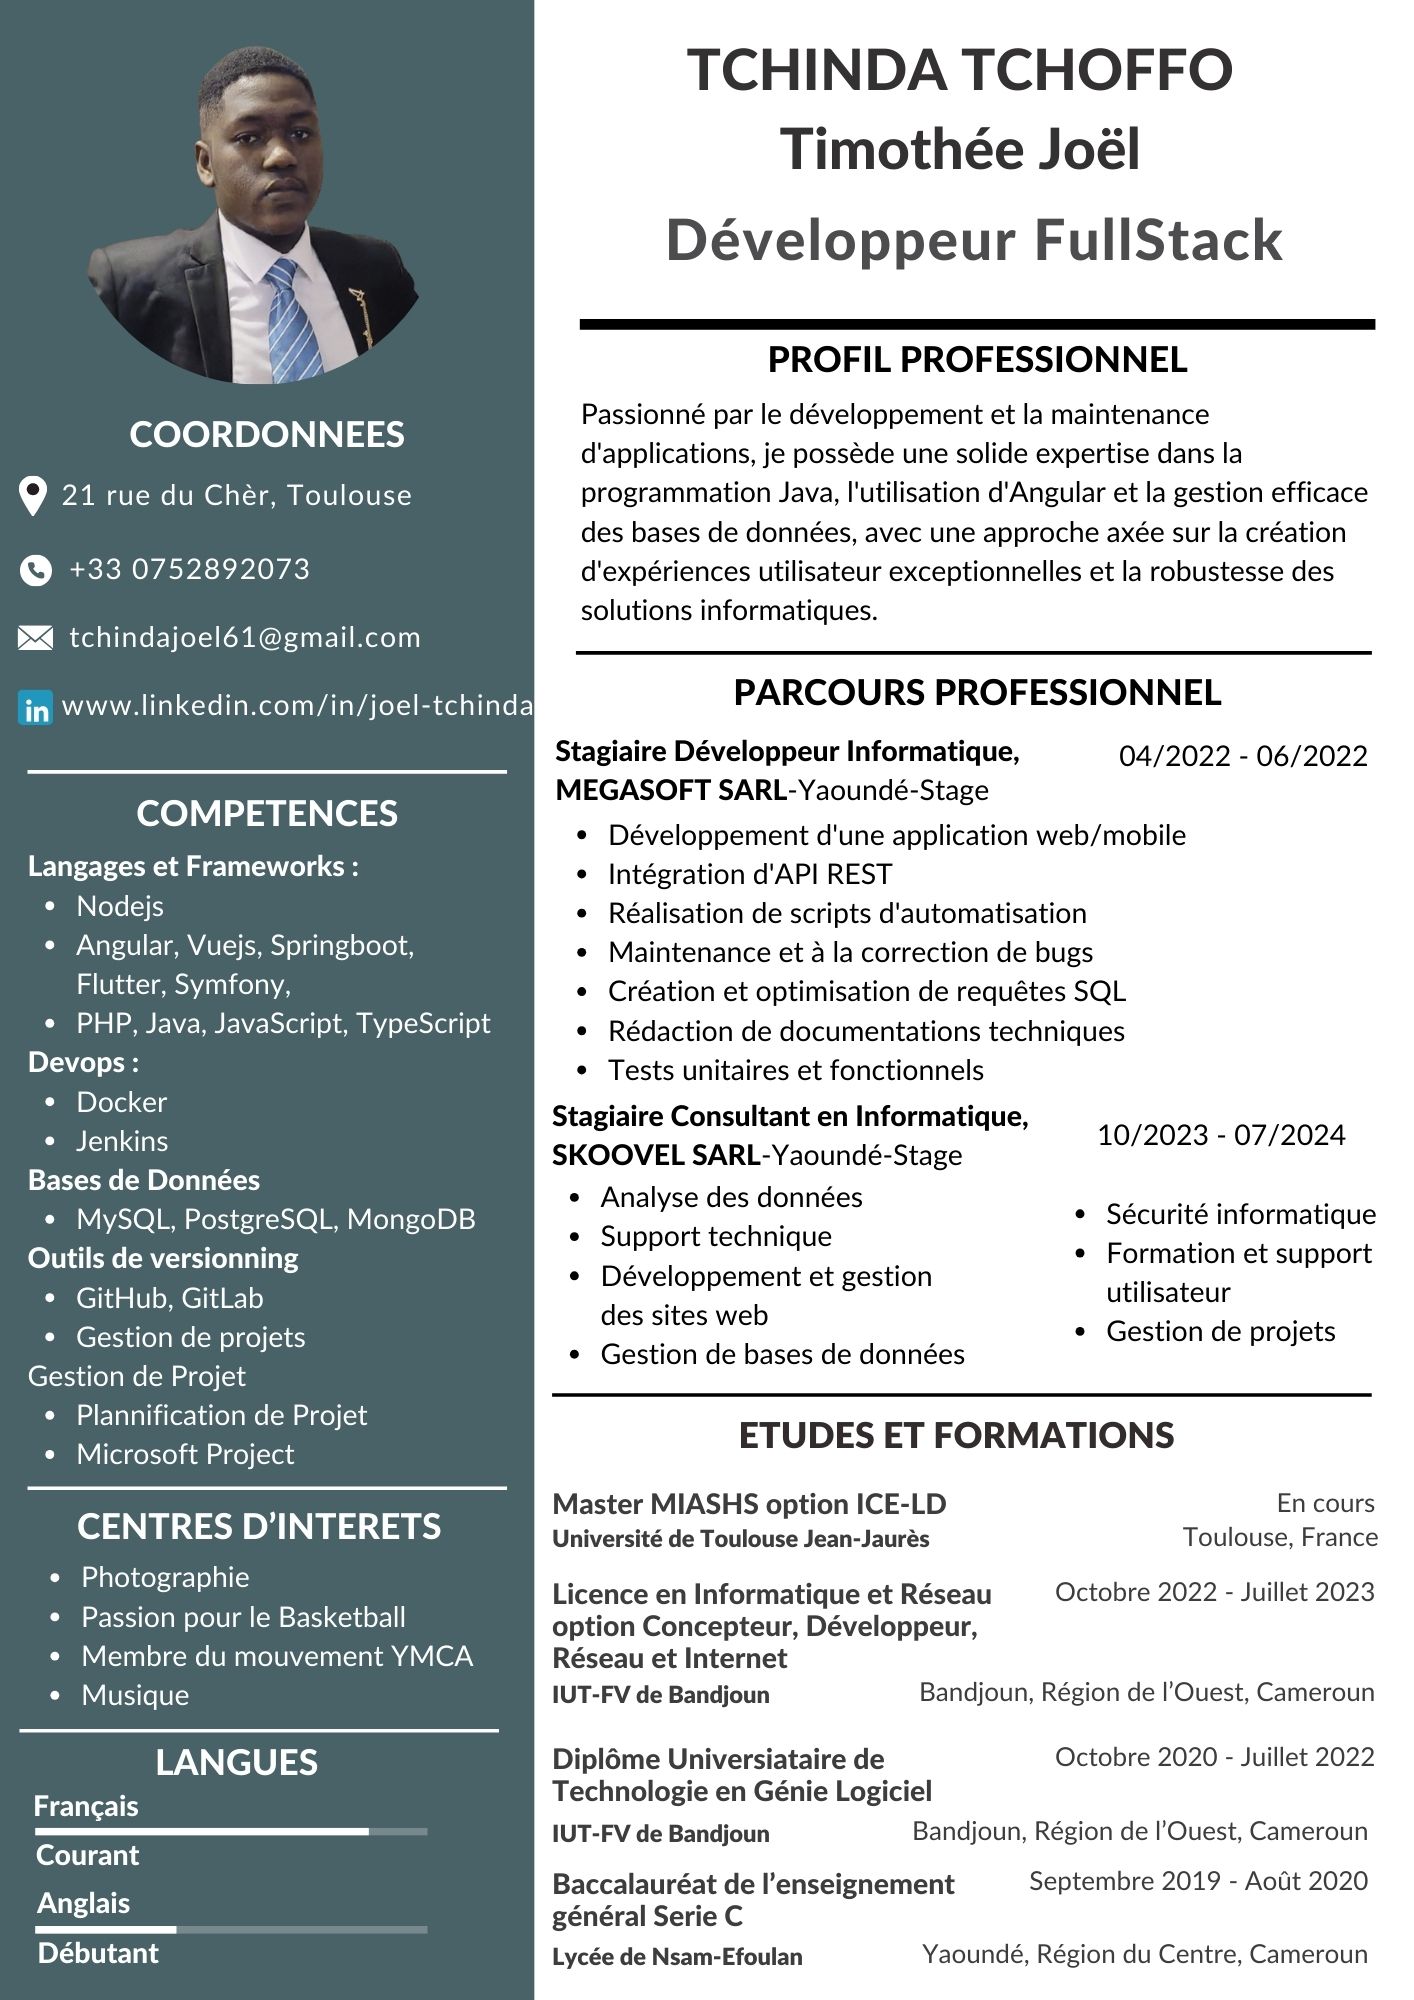 TCHINDA TCHOFFO
Timothée Joël
Développeur FullStack
COORDONNEES
21 rue du Chèr, Toulouse
+33 0752892073
tchindajoel61@gmail.com
in www.linkedin.com/in/joel-tchinda
COMPETENCES
Langages et Frameworks :
• Nodejs
• Angular, Vuejs, Springboot,
Flutter, Symfony,
• PHP, Java, JavaScript, TypeScript
Devops :
• Docker
• Jenkins
Bases de Données
• MySQL, PostgreSQL, MongoDB
Outils de versionning
• GitHub, GitLab
• Gestion de projets
Gestion de Projet
• Plannification de Projet
• Microsoft Project
CENTRES D’INTERETS
• Photographie
• Passion pour le Basketball
• Membre du mouvement YMCA
• Musique
LANGUES
Français
Courant
Anglais
Débutant
PROFIL PROFESSIONNEL
Passionné par le développement et la maintenance
d'applications, je possède une solide expertise dans la
programmation Java, l'utilisation d'Angular et la gestion efficace
des bases de données, avec une approche axée sur la création
d'expériences utilisateur exceptionnelles et la robustesse des
solutions informatiques.
PARCOURS PROFESSIONNEL
Stagiaire Développeur Informatique, 04/2022 - 06/2022
MEGASOFT SARL-Yaoundé-Stage
• Développement d'une application web/mobile
• Intégration d'API REST
• Réalisation de scripts d'automatisation
• Maintenance et à la correction de bugs
• Création et optimisation de requêtes SQL
• Rédaction de documentations techniques
• Tests unitaires et fonctionnels
Stagiaire Consultant en Informatique, 10/2023 - 07/2024
SKOOVEL SARL-Yaoundé-Stage
• Analyse des données
• Support technique
• Développement et gestion
des sites web
• Gestion de bases de données
• Sécurité informatique
• Formation et support
utilisateur
• Gestion de projets
ETUDES ET FORMATIONS
Master MIASHS option ICE-LD En cours
Université de Toulouse Jean-Jaurès Toulouse, France
Licence en Informatique et Réseau Octobre 2022 - Juillet 2023
option Concepteur, Développeur,
Réseau et Internet
IUT-FV de Bandjoun Bandjoun, Région de l’Ouest, Cameroun
Diplôme Universiataire de Octobre 2020 - Juillet 2022
Technologie en Génie Logiciel
IUT-FV de Bandjoun Bandjoun, Région de l’Ouest, Cameroun
Baccalauréat de l’enseignement Septembre 2019 - Août 2020
général Serie C
Lycée de Nsam-Efoulan Yaoundé, Région du Centre, Cameroun